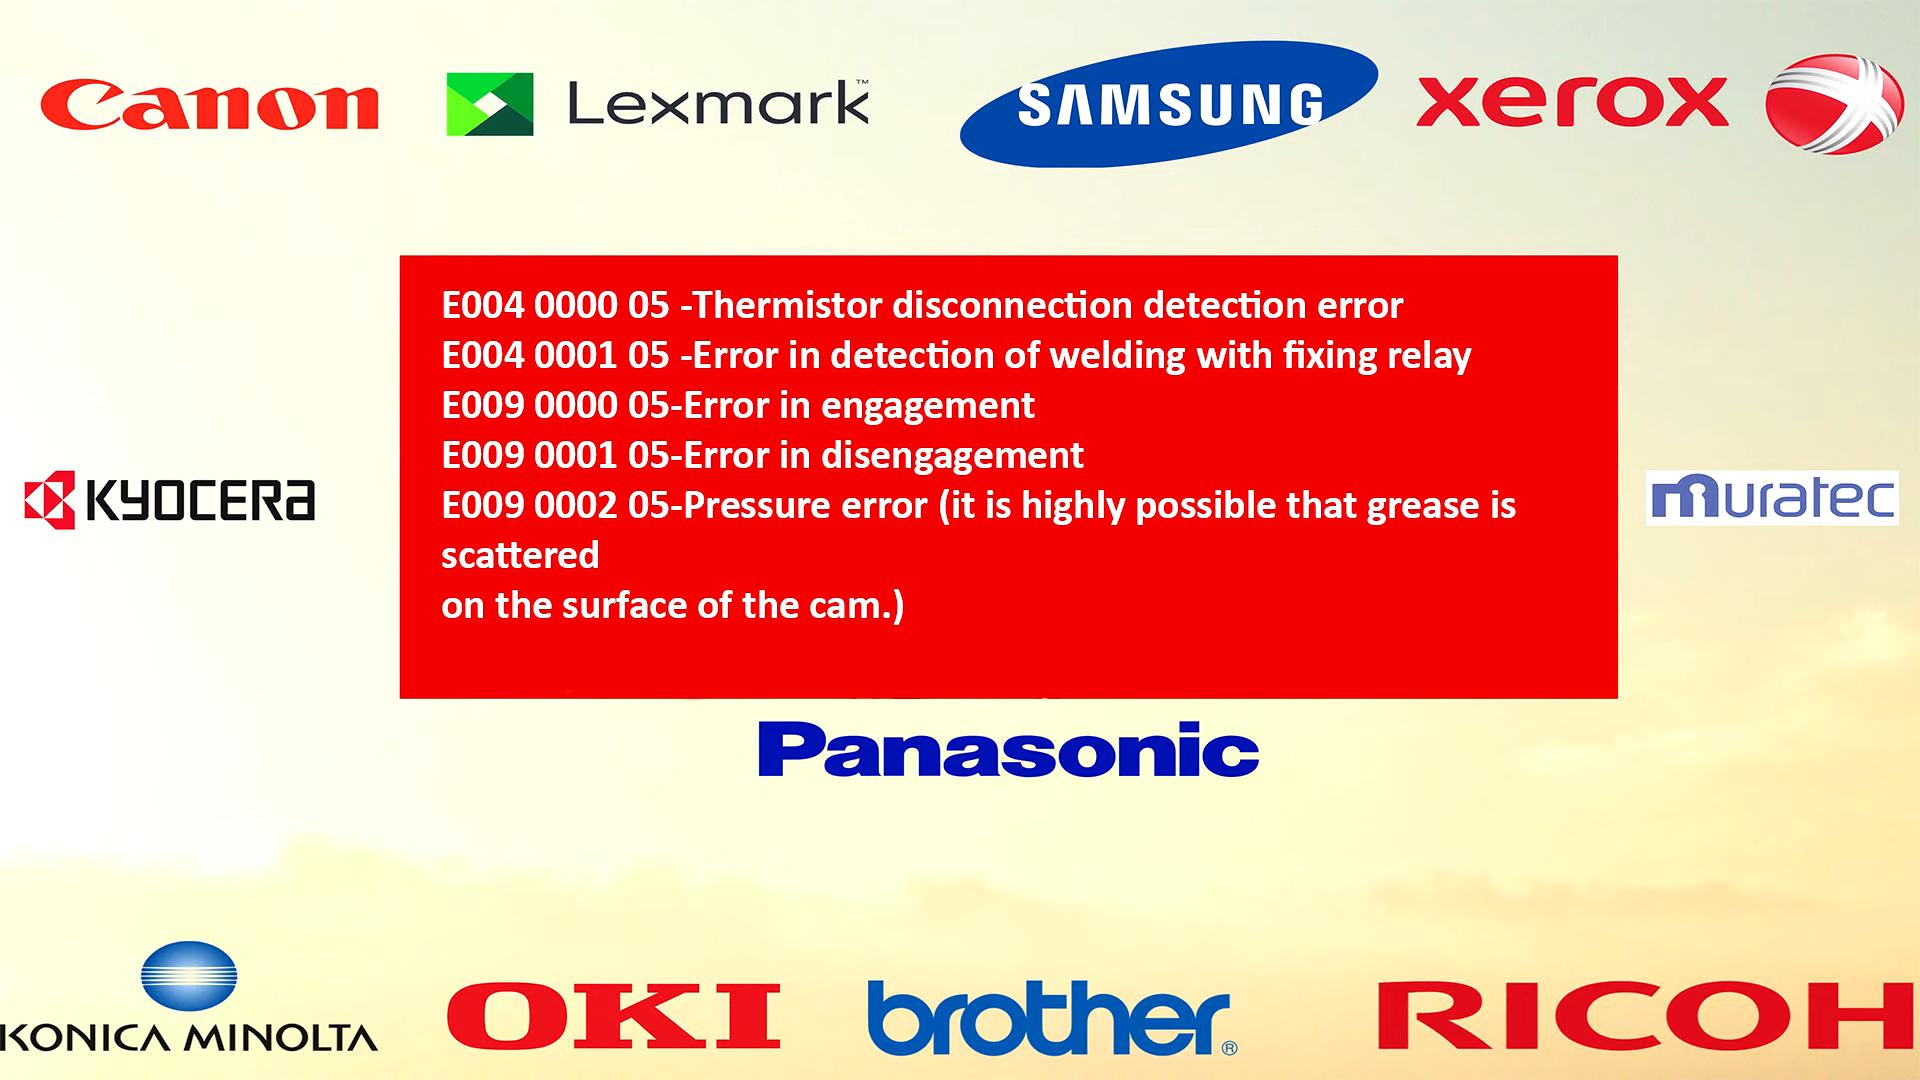 Canon
Lexmark™
SAMSUNG
xerox
E004 0000 05 -Thermistor disconnection detection error
E004 0001 05 -Error in detection of welding with fixing relay
E009 0000 05-Error in engagement
E009 0001 05-Error in disengagement
E009 0002 05-Pressure error (it is highly possible that grease is
scattered
on the surface of the cam.)
KYOCERa
muratec
Panasonic
KONICA MINOLTA
OKI
brother®
RICOH